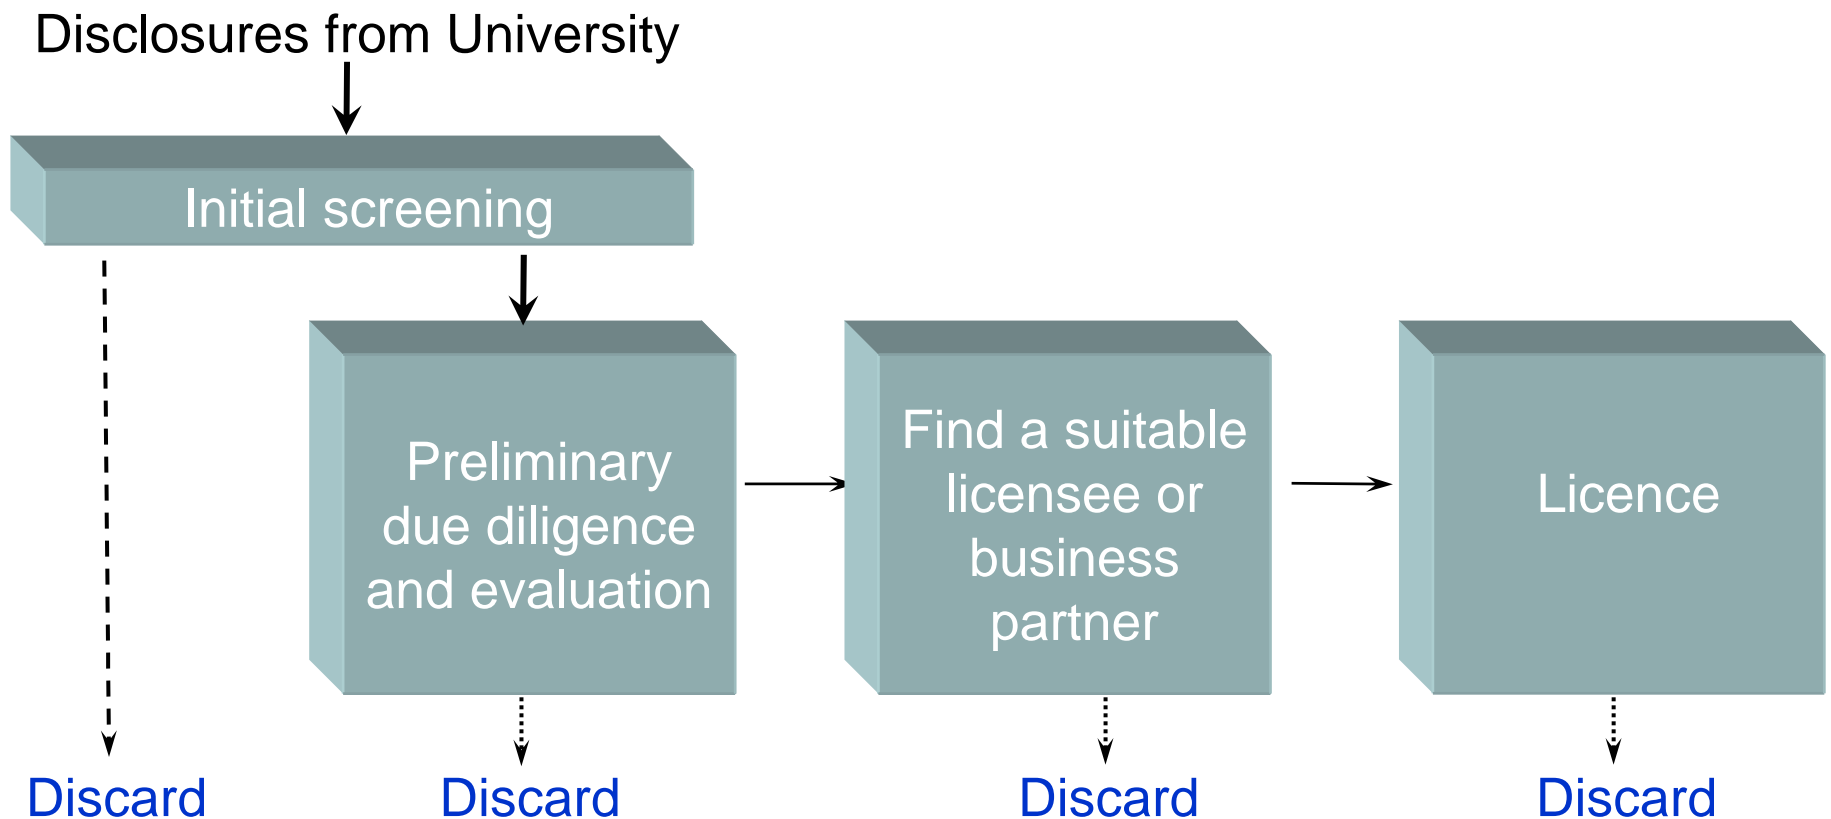 Disclosures from University
Initial screening
Preliminary
due diligence
and evaluation
Find a suitable
licensee or
business
partner
Licence
Discard
Discard
Discard
Discard